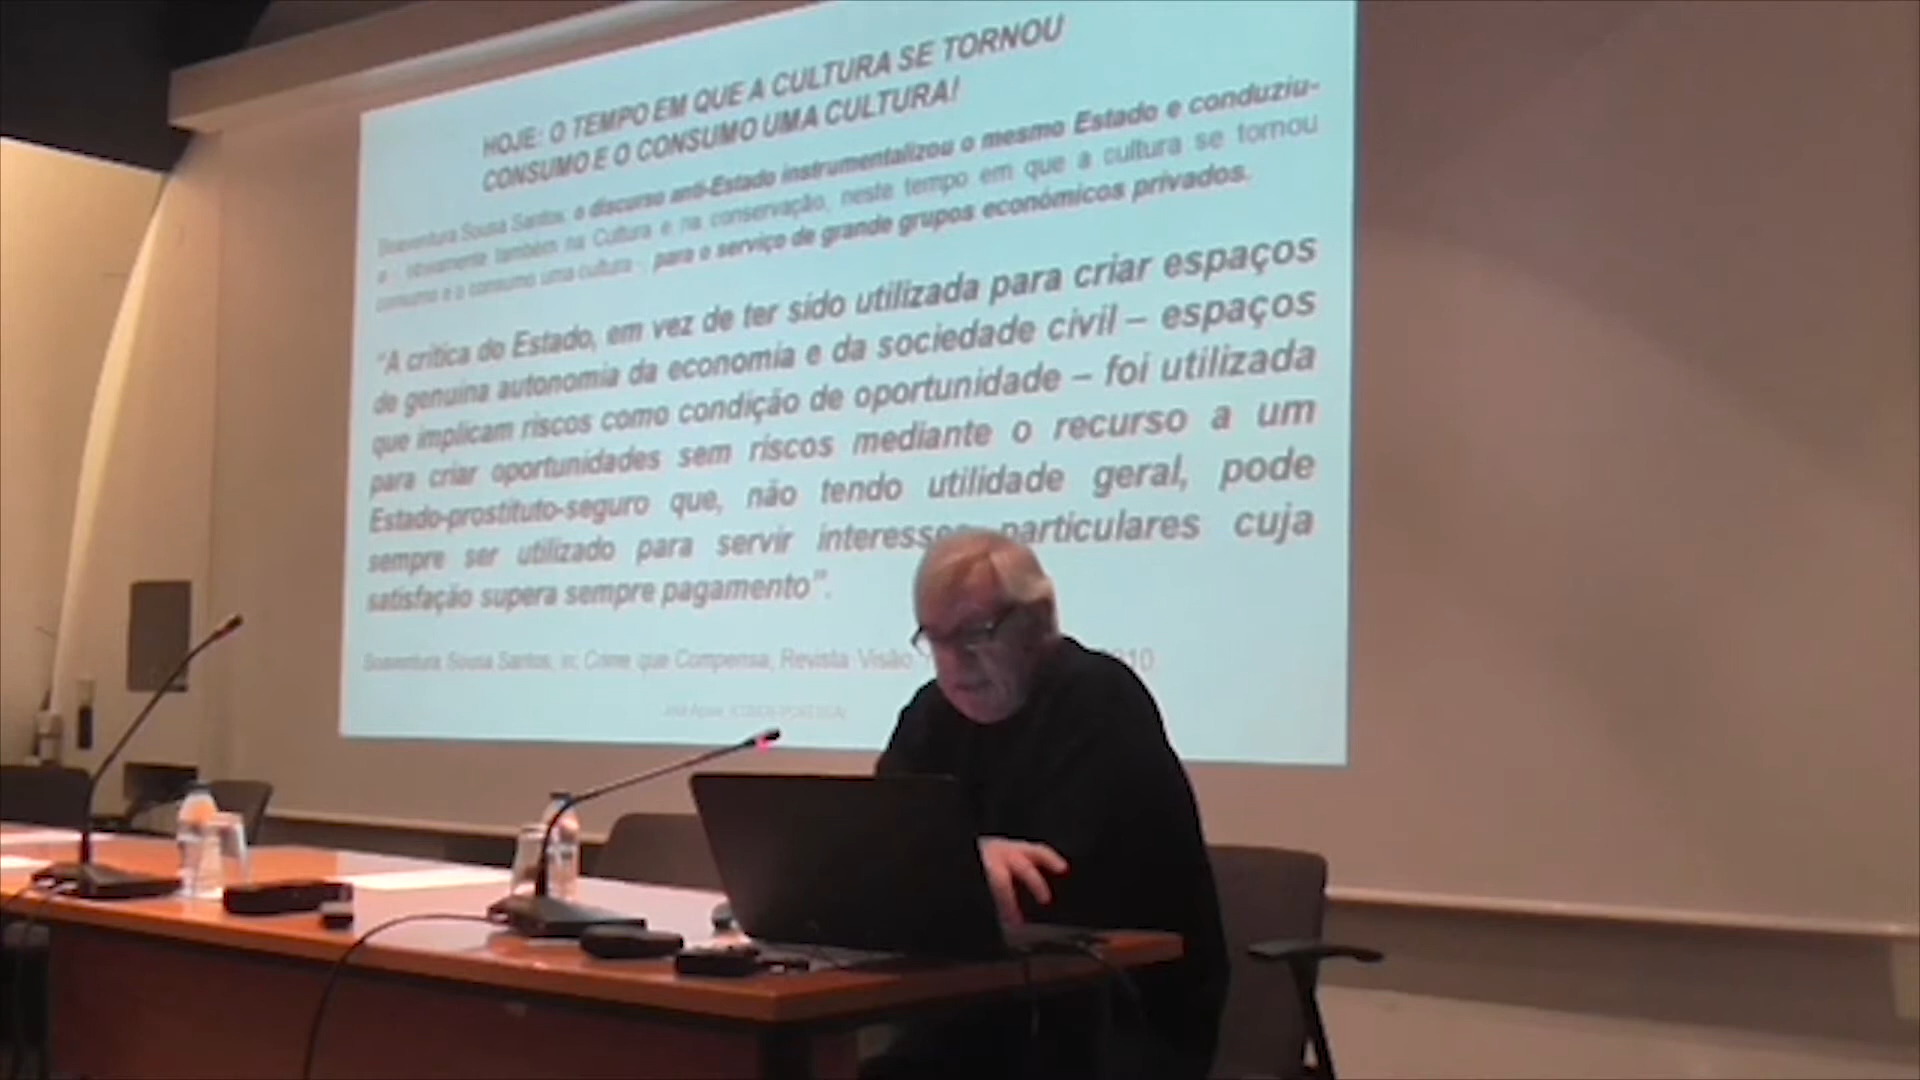 HOJE: O TEMPO EM QUE A CULTURA SE TORNOU
CONSUMO E O CONSUMO UMA CULTURA!
Boaventura Sousa Santos: o discurso anti-Estado instrumentalizou o mesmo Estado e conduziu-
o - obviamente também na Cultura e na conservação, neste tempo em que a cultura se tornou
consumo e o consumo uma cultura - para o serviço de grande grupos económicos privados.
“A crítica do Estado, em vez de ter sido utilizada para criar espaços
de genuína autonomia da economia e da sociedade civil – espaços
que implicam riscos como condição de oportunidade – foi utilizada
para criar oportunidades sem riscos mediante o recurso a um
Estado-prostituto-seguro que, não tendo utilidade geral, pode
sempre ser utilizado para servir interesses particulares cuja
satisfação supera sempre pagamento”.
Boaventura Sousa Santos, in: Crime que Compensa, Revista Visão